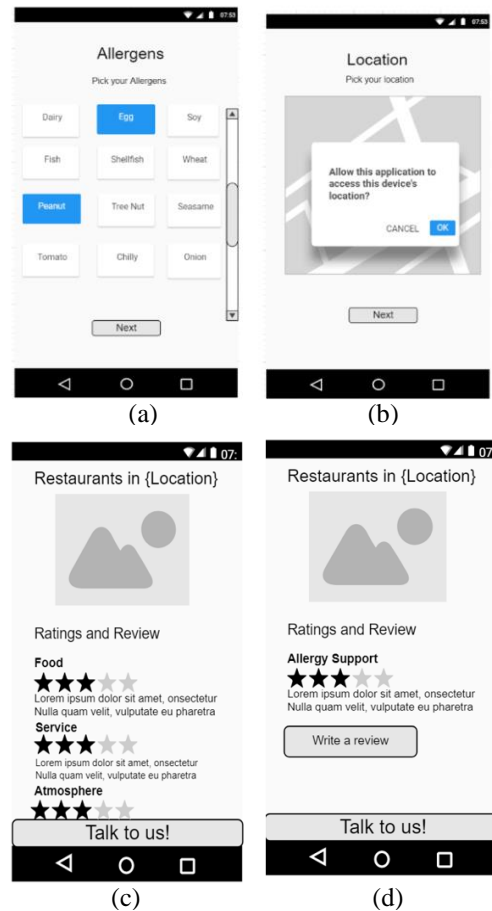 07:53
Allergens
Pick your Allergens
Dairy Egg Soy
Fish Shellfish Wheat
Peanut Tree Nut Seasame
Tomato Chilly Onion
Next
(a)
07:53
Location
Pick your location
Allow this application to
access this device's
location?
CANCEL OK
Next
(b)
07:
Restaurants in {Location}
Ratings and Review
Food
Lorem ipsum dolor sit amet, onsectetur
Nulla quam velit, vulputate eu pharetra
Service
Lorem ipsum dolor sit amet, onsectetur
Nulla quam velit, vulputate eu pharetra
Atmosphere
Talk to us!
(c)
07
Restaurants in {Location}
Ratings and Review
Allergy Support
Lorem ipsum dolor sit amet, onsectetur
Nulla quam velit, vulputate eu pharetra
Write a review
Talk to us!
(d)